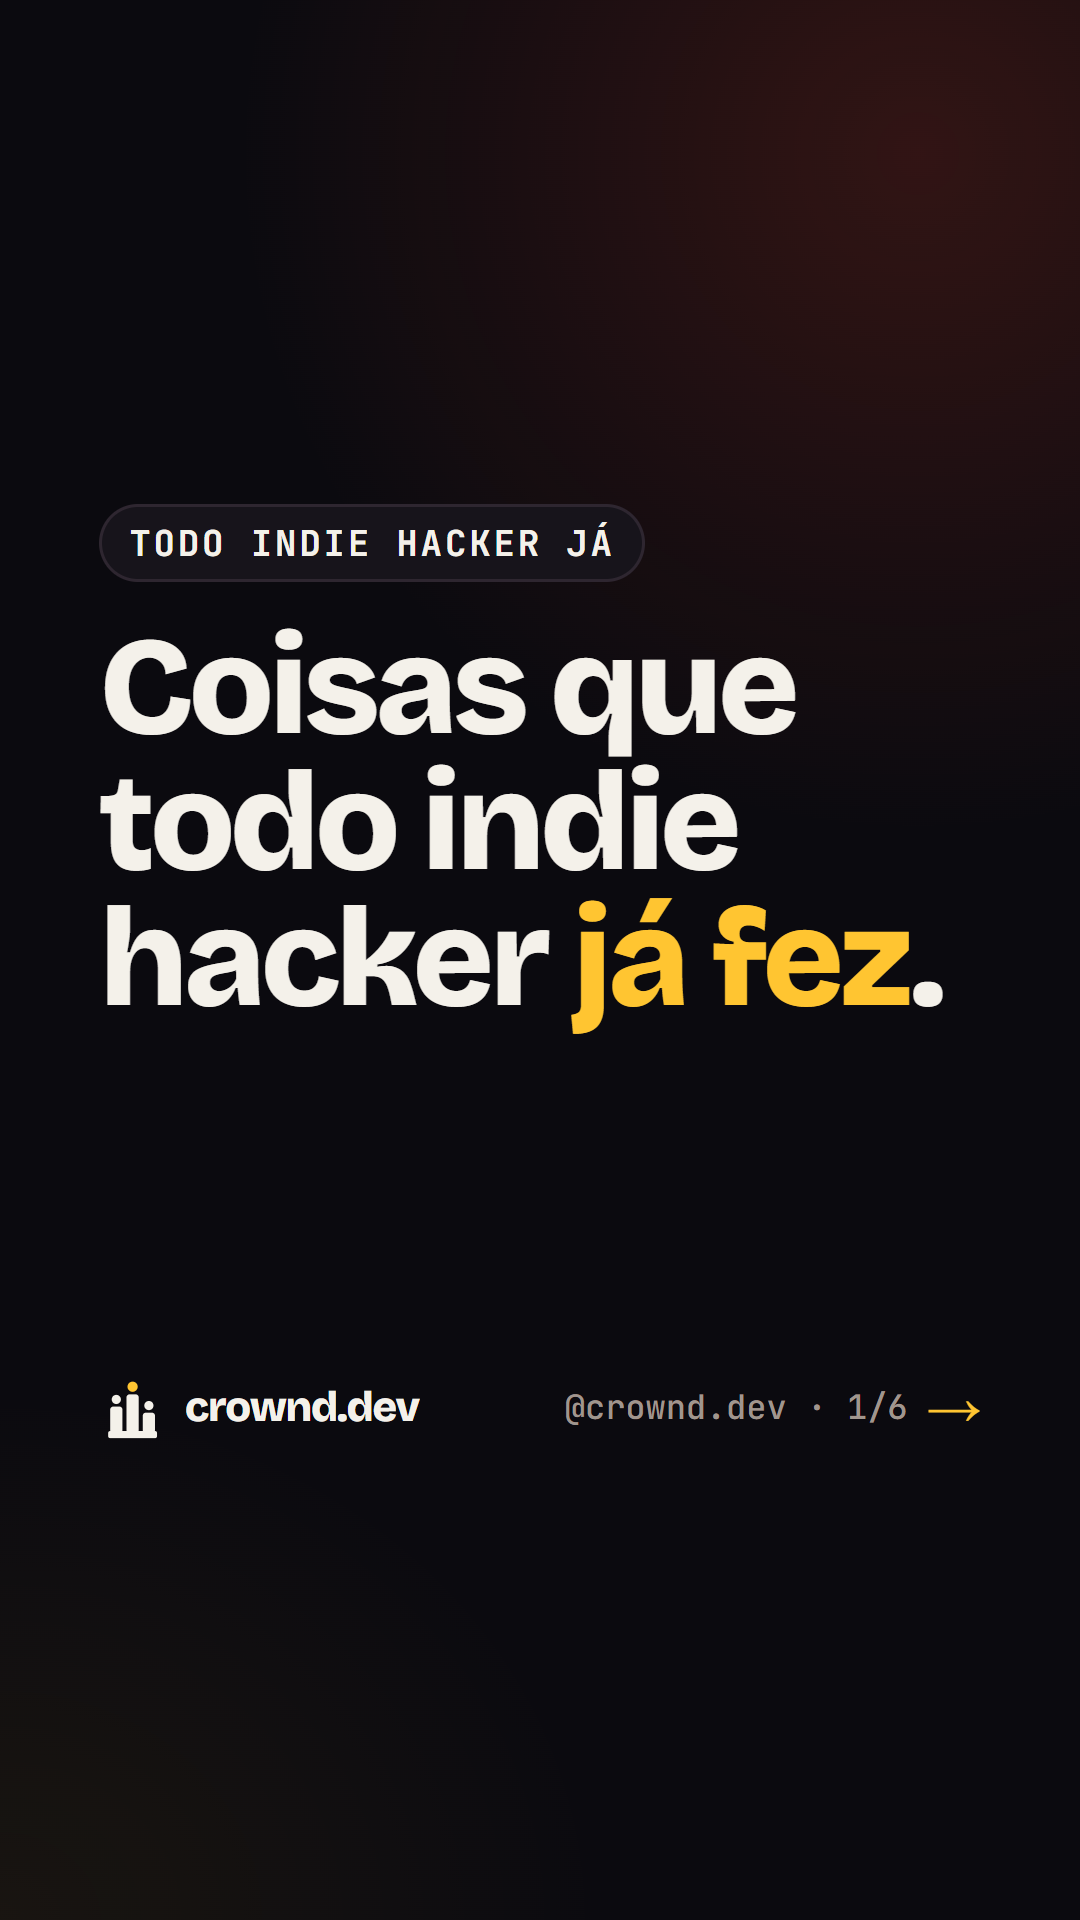 TODO INDIE HACKER JÁ
Coisas que
todo indie
hacker já fez.
crownd.dev
@crownd.dev · 1/6 →